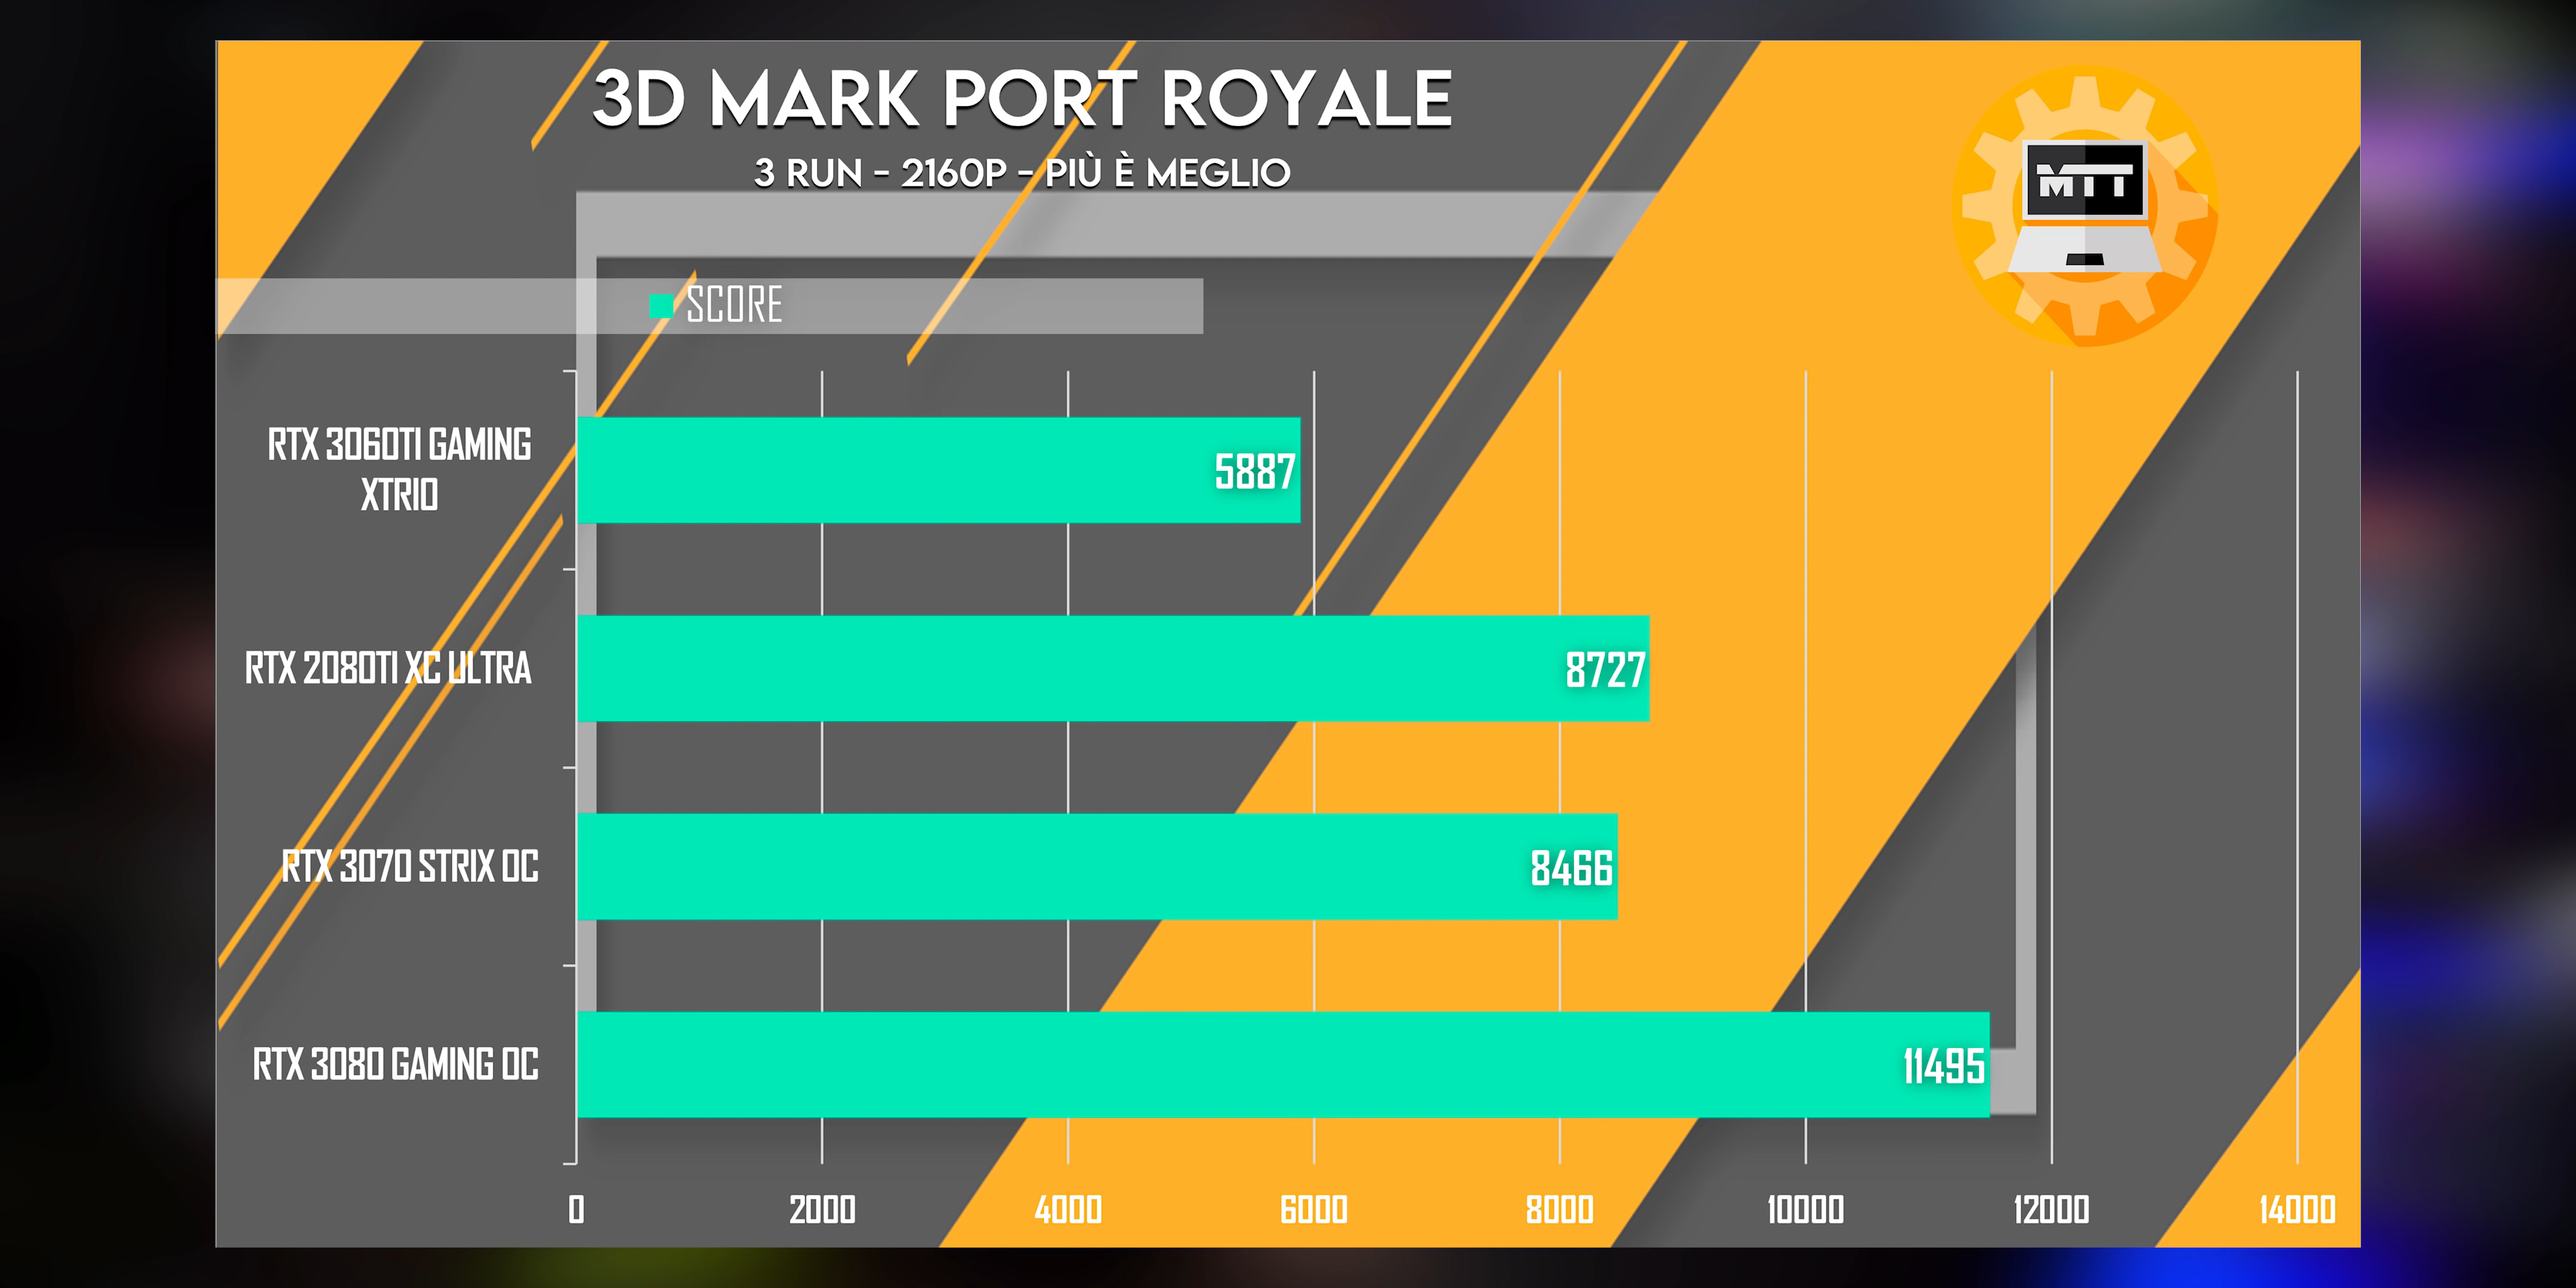 3D MARK PORT ROYALE
3 RUN - 2160P - PIÙ È MEGLIO
MTT
SCORE
RTX 3060TI GAMING
XTRIO
5887
RTX 2080TI XC ULTRA
8727
RTX 3070 STRIX OC
8466
RTX 3080 GAMING OC
11495
0 2000 4000 6000 8000 10000 12000 14000